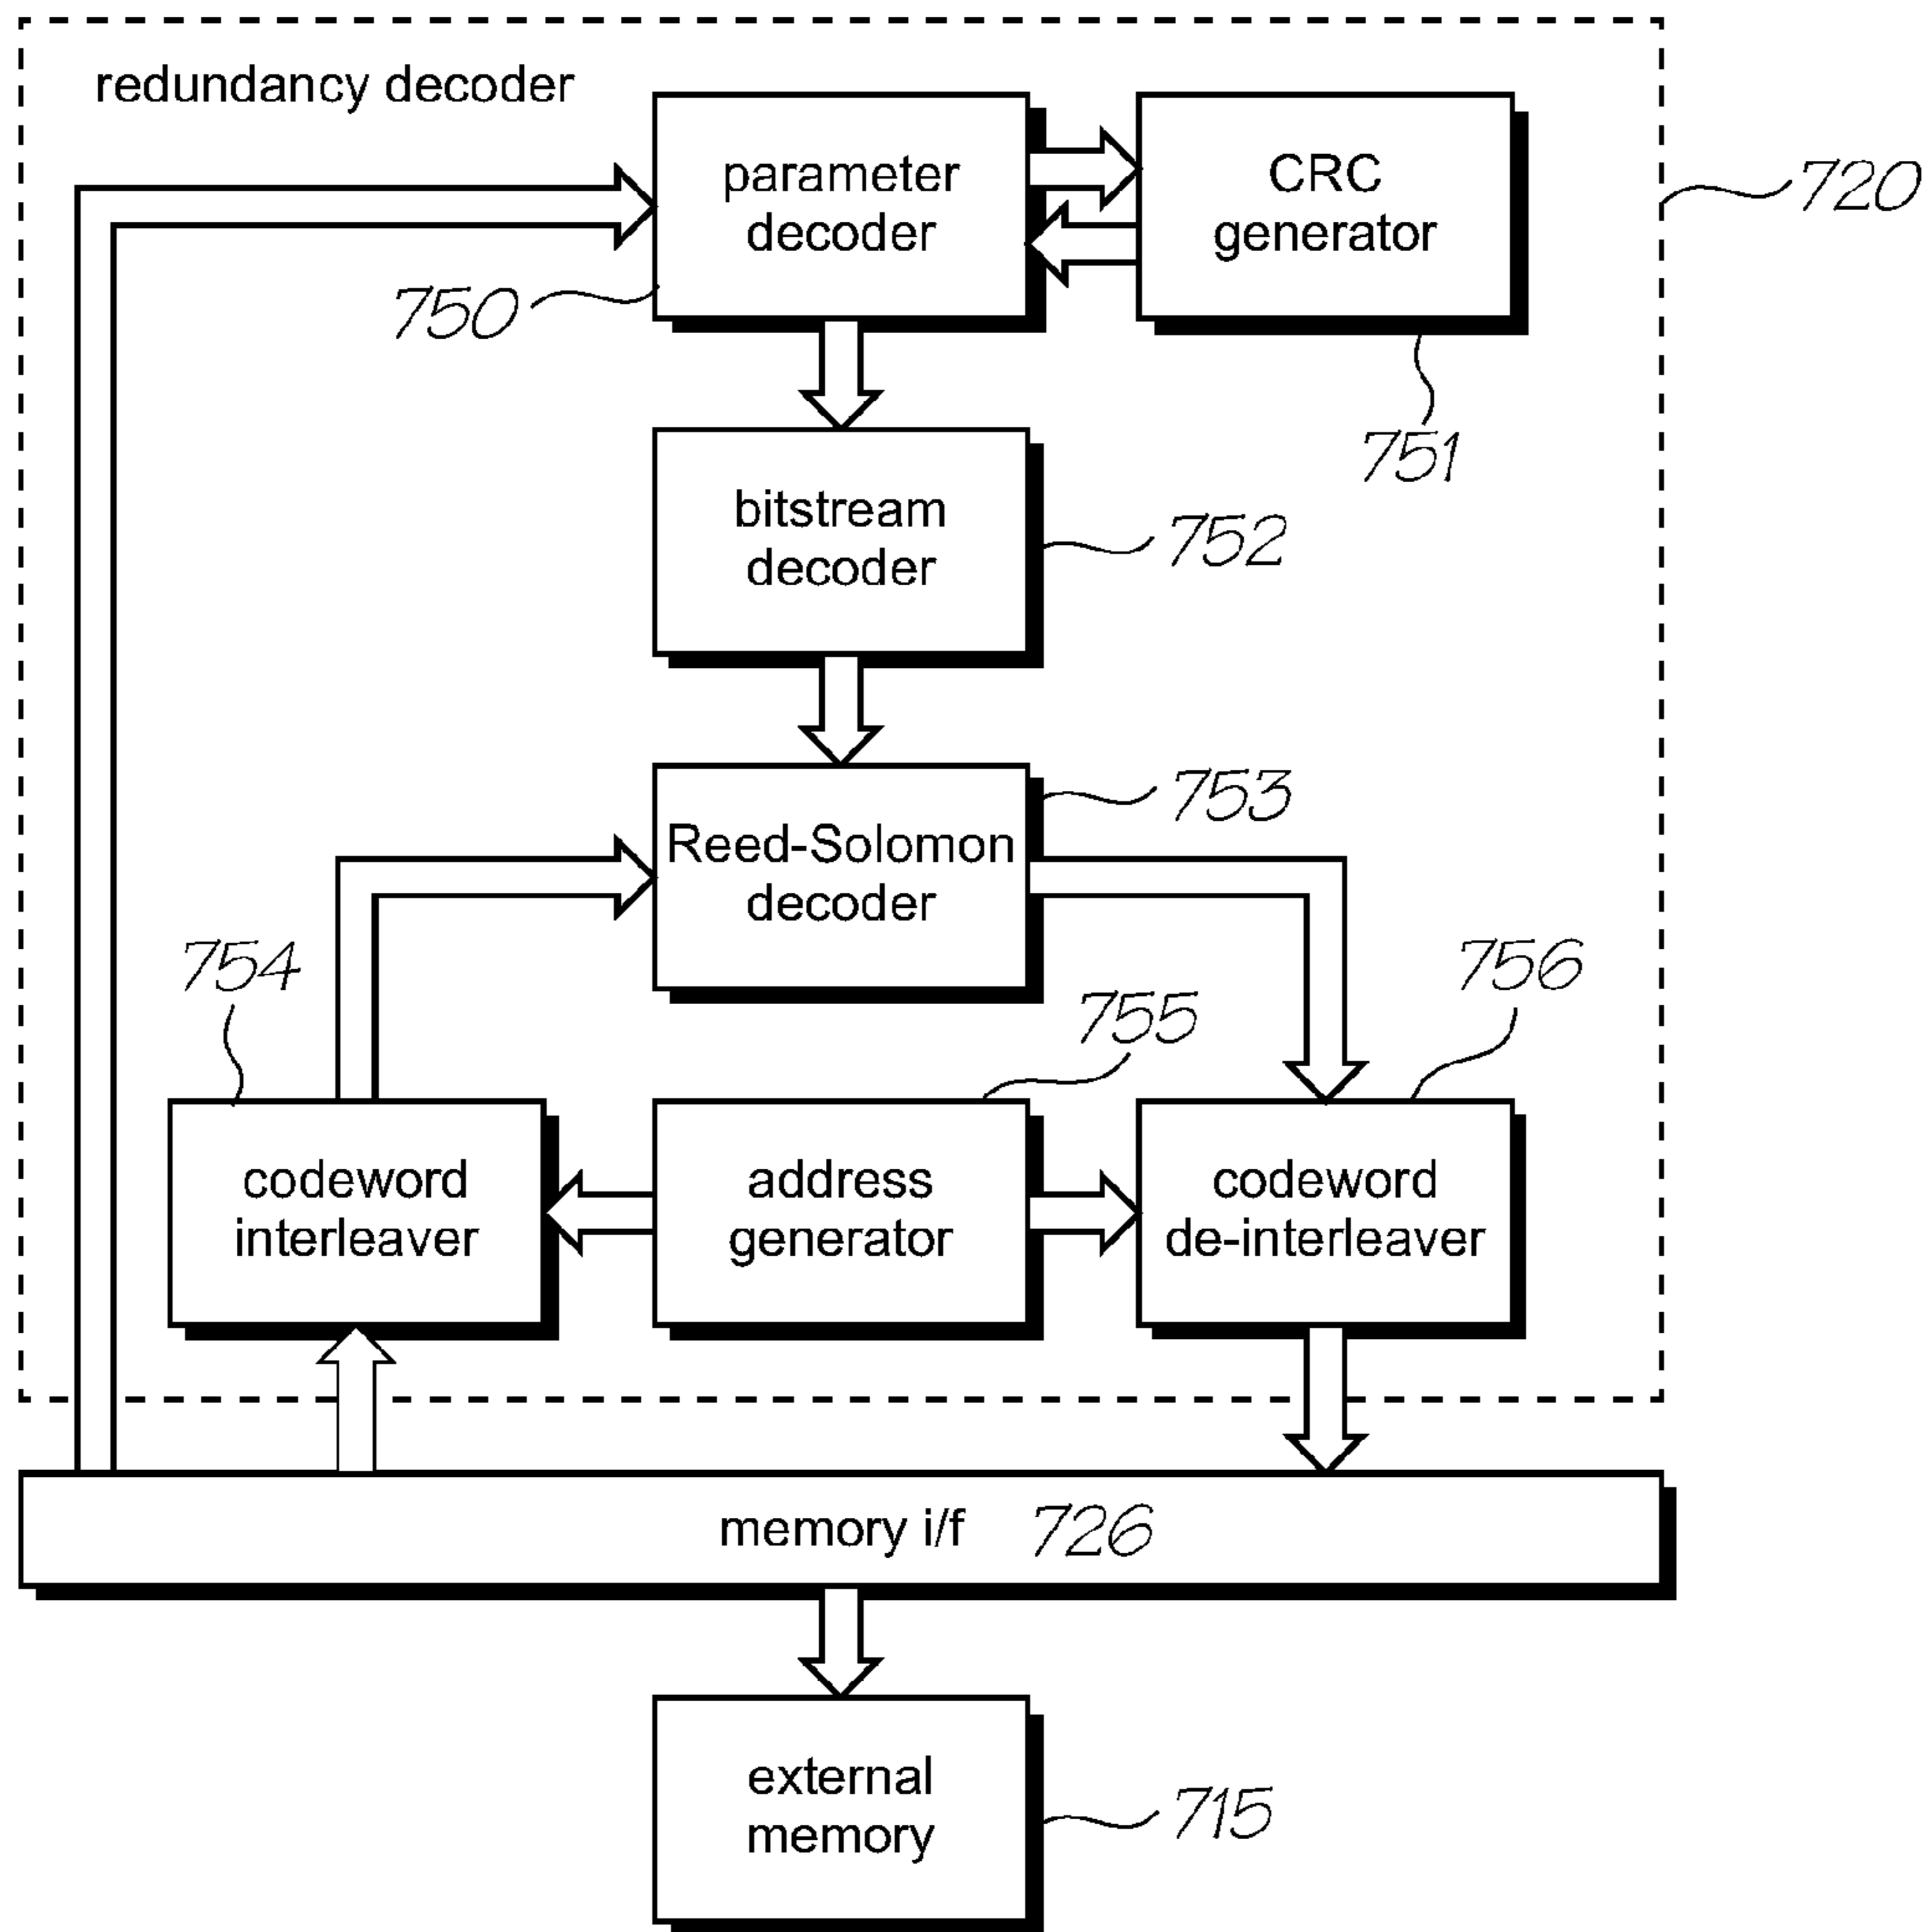 redundancy decoder
parameter
decoder
CRC
generator
720
750
751
bitstream
decoder
752
753
Reed-Solomon
decoder
754
755
756
codeword
interleaver
address
generator
codeword
de-interleaver
memory i/f 726
external
memory
715